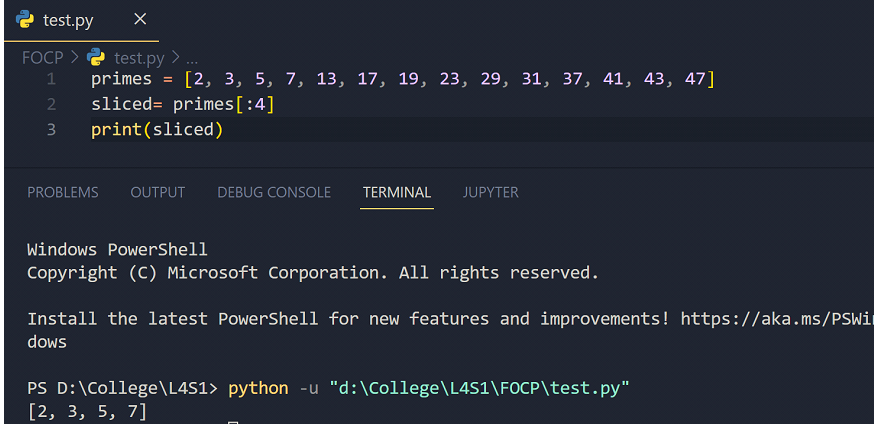 test.py ×
FOCP > test.py > ...
1 primes = [2, 3, 5, 7, 13, 17, 19, 23, 29, 31, 37, 41, 43, 47]
2 sliced= primes[:4]
3 print(sliced)
PROBLEMS OUTPUT DEBUG CONSOLE TERMINAL JUPYTER
Windows PowerShell
Copyright (C) Microsoft Corporation. All rights reserved.
Install the latest PowerShell for new features and improvements! https://aka.ms/PSWin
dows
PS D:\College\L4S1> python -u "d:\College\L4S1\FOCP\test.py"
[2, 3, 5, 7]